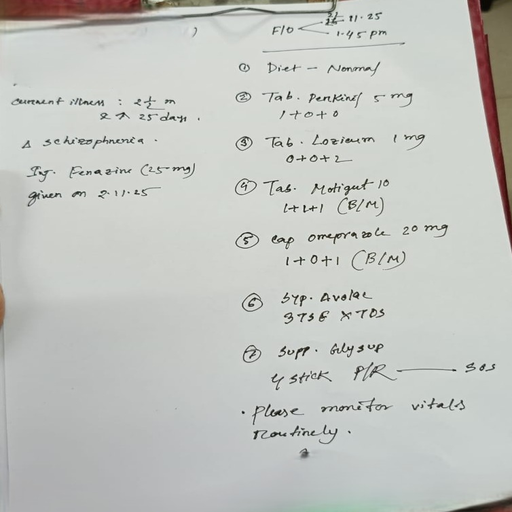 F/O 21.11.25
1.45 pm
① Diet - Normal
② Tab. Perkinil 5 mg
1+0+0
③ Tab. Lozicum 1 mg
0+0+2
④ Tab. Motigut 10
1+1+1 (B/M)
⑤ cap omeprazole 20 mg
1+0+1 (B/M)
⑥ Syp. Avolac
3TSF X TDS
⑦ Supp. Glysup
4 stick P/R — SOS
• Please monitor vitals
Routinely.
current illness : 2½ m
25 days.
Δ schizophrenia.
Inj. Fenazine (25 mg)
given on 2.11.25